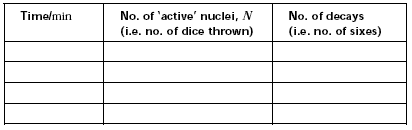 Time/min
No. of 'active' nuclei, N
(i.e. no. of dice thrown)
No. of decays
(i.e. no. of sixes)